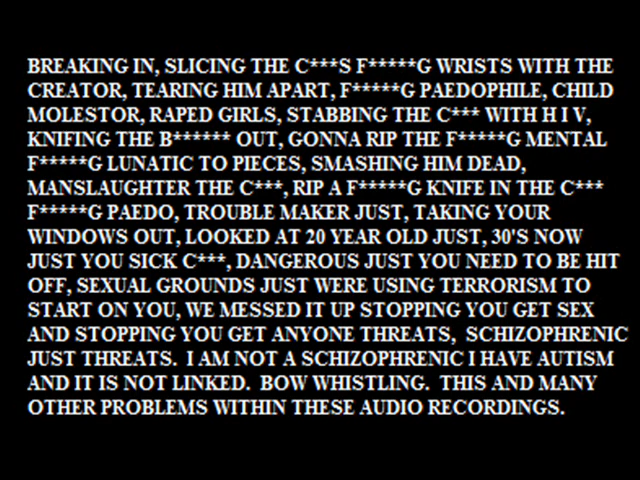 BREAKING IN, SLICING THE C***S F*****G WRISTS WITH THE
CREATOR, TEARING HIM APART, F*****G PAEDOPHILE, CHILD
MOLESTOR, RAPED GIRLS, STABBING THE C*** WITH H I V,
KNIFING THE B****** OUT, GONNA RIP THE F*****G MENTAL
F*****G LUNATIC TO PIECES, SMASHING HIM DEAD,
MANSLAUGHTER THE C***, RIP A F*****G KNIFE IN THE C***
F*****G PAEDO, TROUBLE MAKER JUST, TAKING YOUR
WINDOWS OUT, LOOKED AT 20 YEAR OLD JUST, 30'S NOW
JUST YOU SICK C***, DANGEROUS JUST YOU NEED TO BE HIT
OFF, SEXUAL GROUNDS JUST WERE USING TERRORISM TO
START ON YOU, WE MESSED IT UP STOPPING YOU GET SEX
AND STOPPING YOU GET ANYONE THREATS,  SCHIZOPHRENIC
JUST THREATS.  I AM NOT A SCHIZOPHRENIC I HAVE AUTISM
AND IT IS NOT LINKED.  BOW WHISTLING.  THIS AND MANY
OTHER PROBLEMS WITHIN THESE AUDIO RECORDINGS.